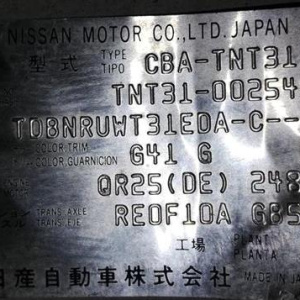 NISSAN MOTOR CO.,LTD. JAPAN
型式 TYPE TIPO CBA-TNT31
TNT31-00254
TDBNRUWT31EDA-C--
COLOR.TRIM COLOR.GUARNICION G41 G
QR25(DE) 248
TRANS.AXLE TRANS.EJE RE0F10A GB5
工場 PLANT PLANTA
日産自動車株式会社 MADE IN JA